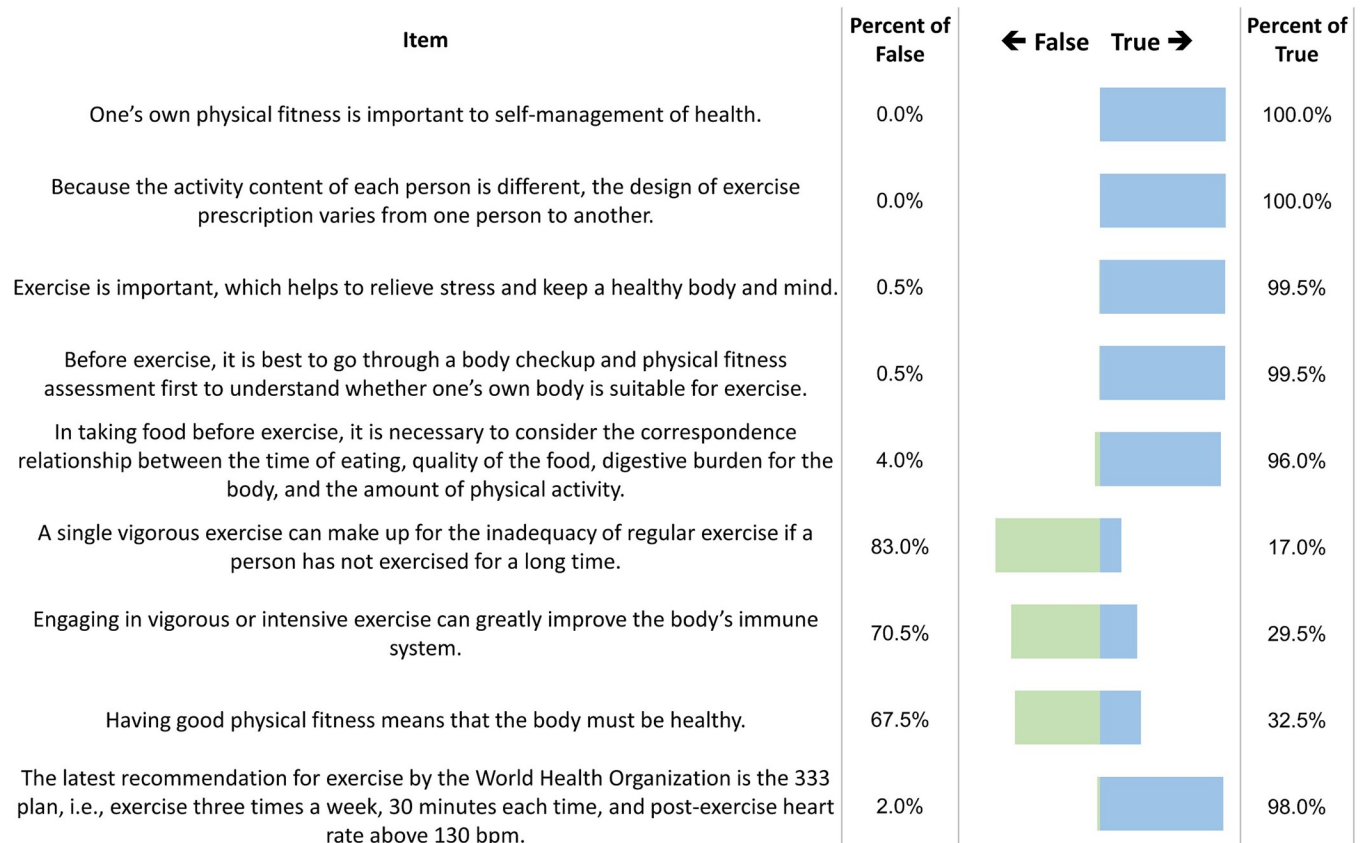 Item
Percent of
False
← False True →
Percent of
True
One’s own physical fitness is important to self-management of health.
0.0%
100.0%
Because the activity content of each person is different, the design of exercise
prescription varies from one person to another.
0.0%
100.0%
Exercise is important, which helps to relieve stress and keep a healthy body and mind.
0.5%
99.5%
Before exercise, it is best to go through a body checkup and physical fitness
assessment first to understand whether one’s own body is suitable for exercise.
0.5%
99.5%
In taking food before exercise, it is necessary to consider the correspondence
relationship between the time of eating, quality of the food, digestive burden for the
body, and the amount of physical activity.
4.0%
96.0%
A single vigorous exercise can make up for the inadequacy of regular exercise if a
person has not exercised for a long time.
83.0%
17.0%
Engaging in vigorous or intensive exercise can greatly improve the body’s immune
system.
70.5%
29.5%
Having good physical fitness means that the body must be healthy.
67.5%
32.5%
The latest recommendation for exercise by the World Health Organization is the 333
plan, i.e., exercise three times a week, 30 minutes each time, and post-exercise heart
rate above 130 bpm.
2.0%
98.0%